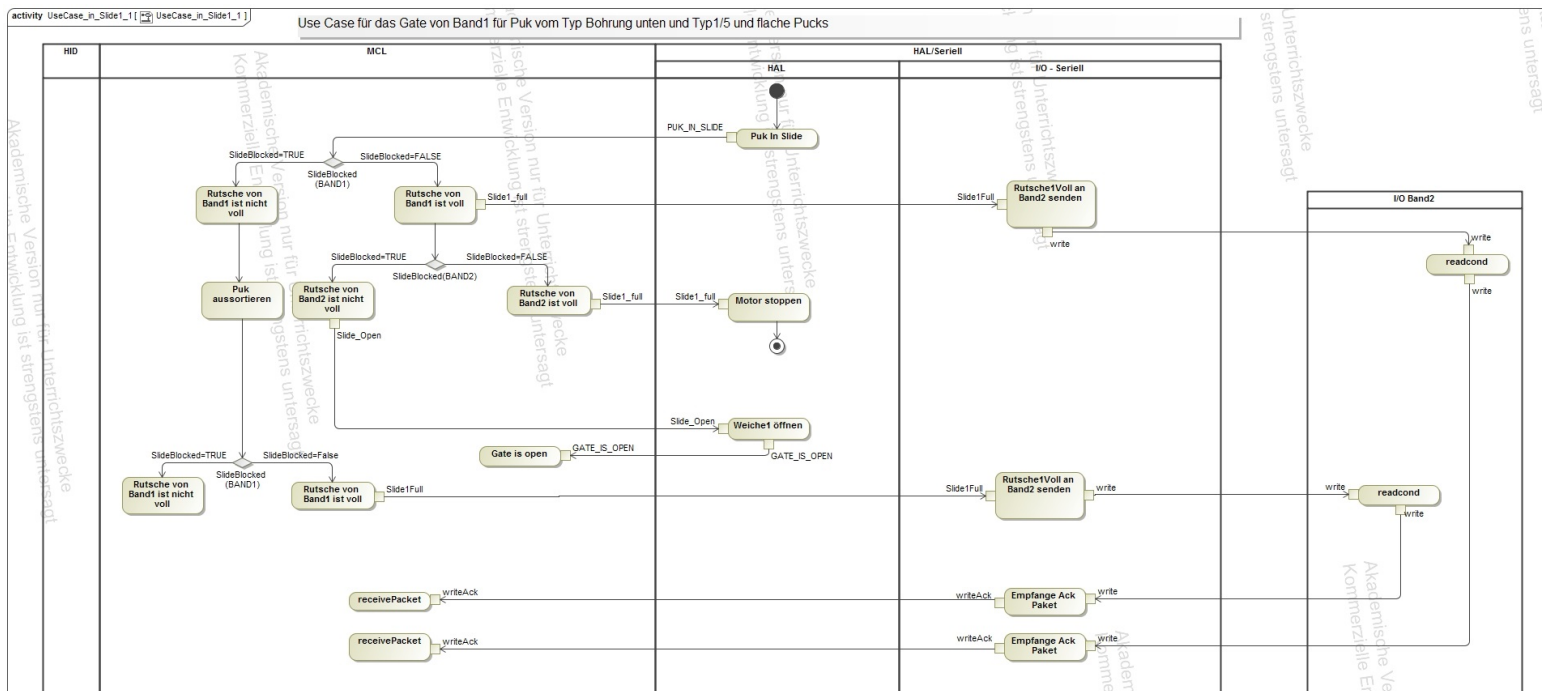 activity UseCase_in_Slide1_1 [ UseCase_in_Slide1_1 ]
Use Case für das Gate von Band1 für Puk vom Typ Bohrung unten und Typ1/5 und flache Pucks
HID
MCL
HAL/Seriell
HAL
I/O - Seriell
I/O Band2
Puk In Slide
PUK_IN_SLIDE
SlideBlocked=TRUE
SlideBlocked=FALSE
SlideBlocked
(BAND1)
Rutsche von
Band1 ist nicht
voll
Rutsche von
Band1 ist voll
Slide1_full
Slide1Full
Rutsche1Voll an
Band2 senden
write
write
readcond
write
SlideBlocked=TRUE
SlideBlocked=FALSE
SlideBlocked(BAND2)
Puk
aussortieren
Rutsche von
Band2 ist nicht
voll
Rutsche von
Band2 ist voll
Slide1_full
Slide1_full
Motor stoppen
Slide_Open
Slide_Open
Weiche1 öffnen
GATE_IS_OPEN
GATE_IS_OPEN
Gate is open
SlideBlocked=TRUE
SlideBlocked=False
SlideBlocked
(BAND1)
Rutsche von
Band1 ist nicht
voll
Rutsche von
Band1 ist voll
Slide1Full
Slide1Full
Rutsche1Voll an
Band2 senden
write
write
readcond
write
receivePacket
writeAck
writeAck
Empfange Ack
Paket
write
receivePacket
writeAck
writeAck
Empfange Ack
Paket
write
Akademische Version nur für Unterrichtszwecke
Kommerzielle Entwicklung ist strengstens untersagt